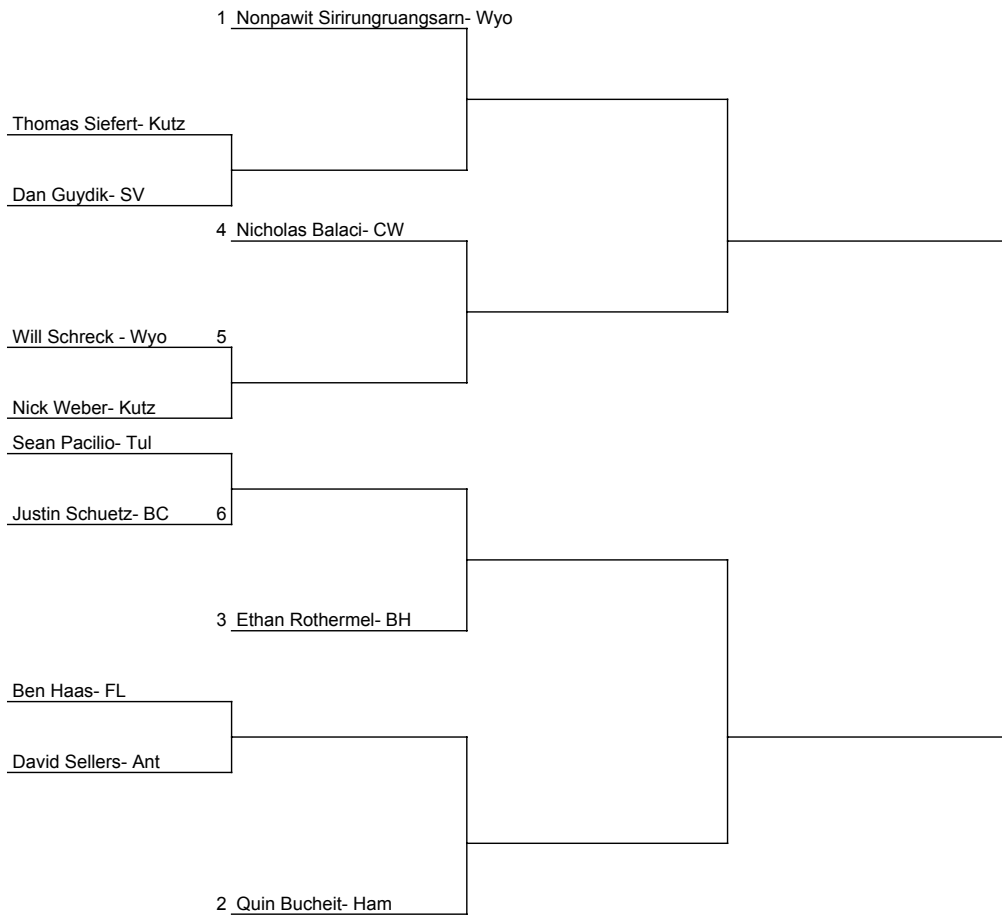 1 Nonpawit Sirirungruangsarn- Wyo
Thomas Siefert- Kutz
Dan Guydik- SV
4 Nicholas Balaci- CW
Will Schreck - Wyo 5
Nick Weber- Kutz
Sean Pacilio- Tul
Justin Schuetz- BC 6
3 Ethan Rothermel- BH
Ben Haas- FL
David Sellers- Ant
2 Quin Bucheit- Ham